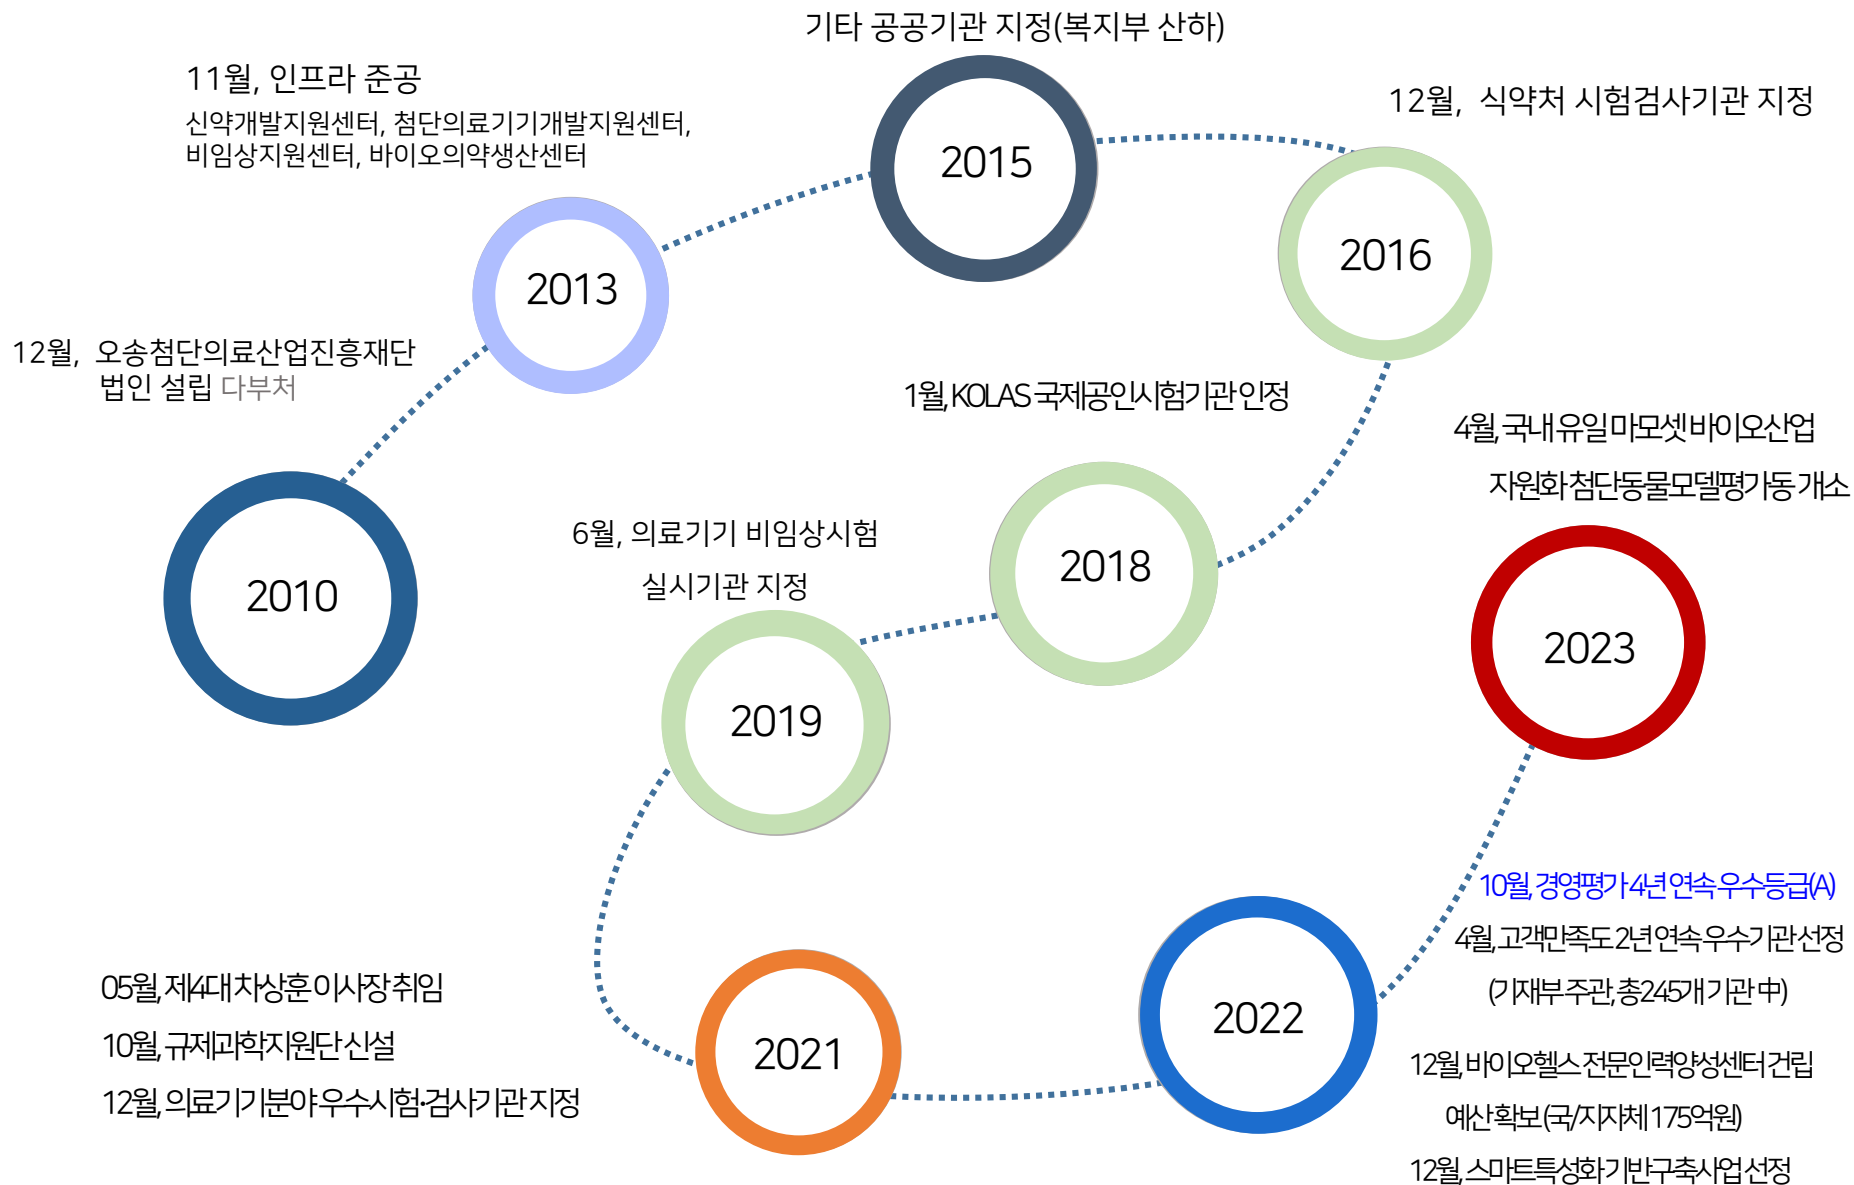 12월, 오송첨단의료산업진흥재단
법인 설립 다부처
2010
11월, 인프라 준공
신약개발지원센터, 첨단의료기기개발지원센터,
비임상지원센터, 바이오의약생산센터
2013
기타 공공기관 지정(복지부 산하)
2015
12월, 식약처 시험검사기관 지정
2016
1월, KOLAS 국제공인시험기관 인정
2018
6월, 의료기기 비임상시험
실시기관 지정
2019
05월, 제4대 차상훈 이사장 취임
10월, 규제과학지원단 신설
12월, 의료기기분야 우수시험•검사기관 지정
2021
2022
10월, 경영평가 4년 연속 우수등급(A)
4월, 고객만족도 2년 연속 우수기관 선정
(기재부 주관, 총245개 기관 中)
12월, 바이오헬스 전문인력양성센터 건립
예산 확보 (국/지자체 175억원)
12월, 스마트특성화 기반구축사업 선정
4월, 국내 유일 마모셋 바이오산업
자원화 첨단동물모델평가동 개소
2023